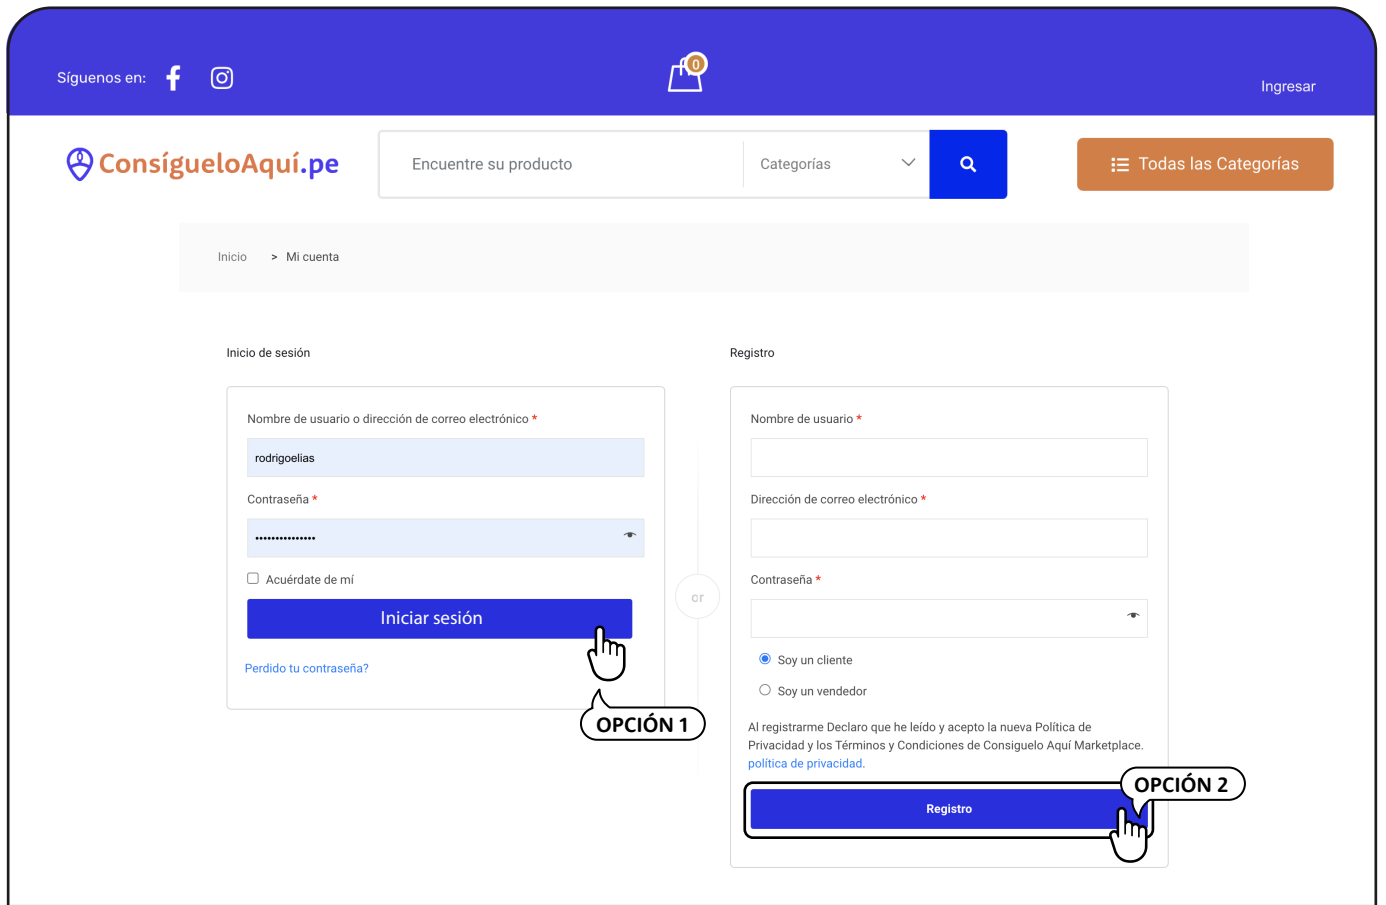 Síguenos en:
0
Ingresar
ConsígueloAquí.pe
Encuentre su producto
Categorías
Todas las Categorías
Inicio > Mi cuenta
Inicio de sesión
Nombre de usuario o dirección de correo electrónico *
rodrigoelias
Contraseña *
•••••••••••••••
Acuérdate de mí
Iniciar sesión
Perdido tu contraseña?
OPCIÓN 1
or
Registro
Nombre de usuario *
Dirección de correo electrónico *
Contraseña *
Soy un cliente
Soy un vendedor
Al registrarme Declaro que he leído y acepto la nueva Política de
Privacidad y los Términos y Condiciones de Consiguelo Aquí Marketplace.
política de privacidad.
OPCIÓN 2
Registro